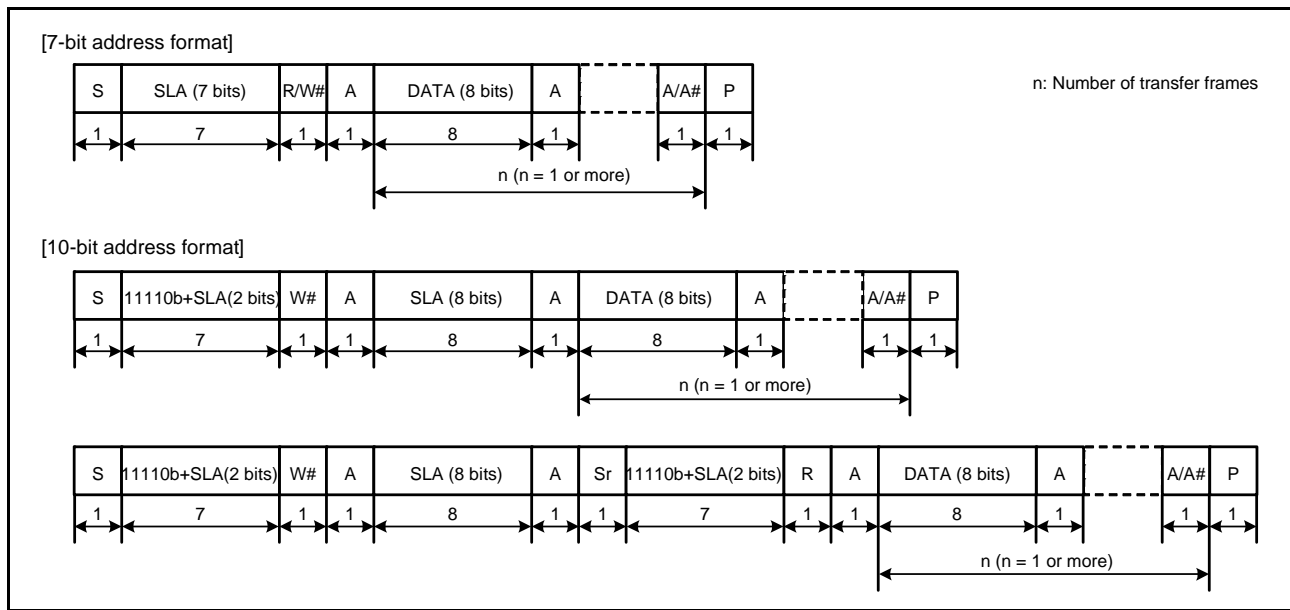 [7-bit address format]
n: Number of transfer frames
S SLA (7 bits) R/W# A DATA (8 bits) A A/A# P
1 7 1 1 8 1 1 1
n (n = 1 or more)
[10-bit address format]
S 11110b+SLA(2 bits) W# A SLA (8 bits) A DATA (8 bits) A A/A# P
1 7 1 1 8 1 8 1 1 1
n (n = 1 or more)
S 11110b+SLA(2 bits) W# A SLA (8 bits) A Sr 11110b+SLA(2 bits) R A DATA (8 bits) A A/A# P
1 7 1 1 8 1 1 7 1 1 8 1 1 1
n (n = 1 or more)